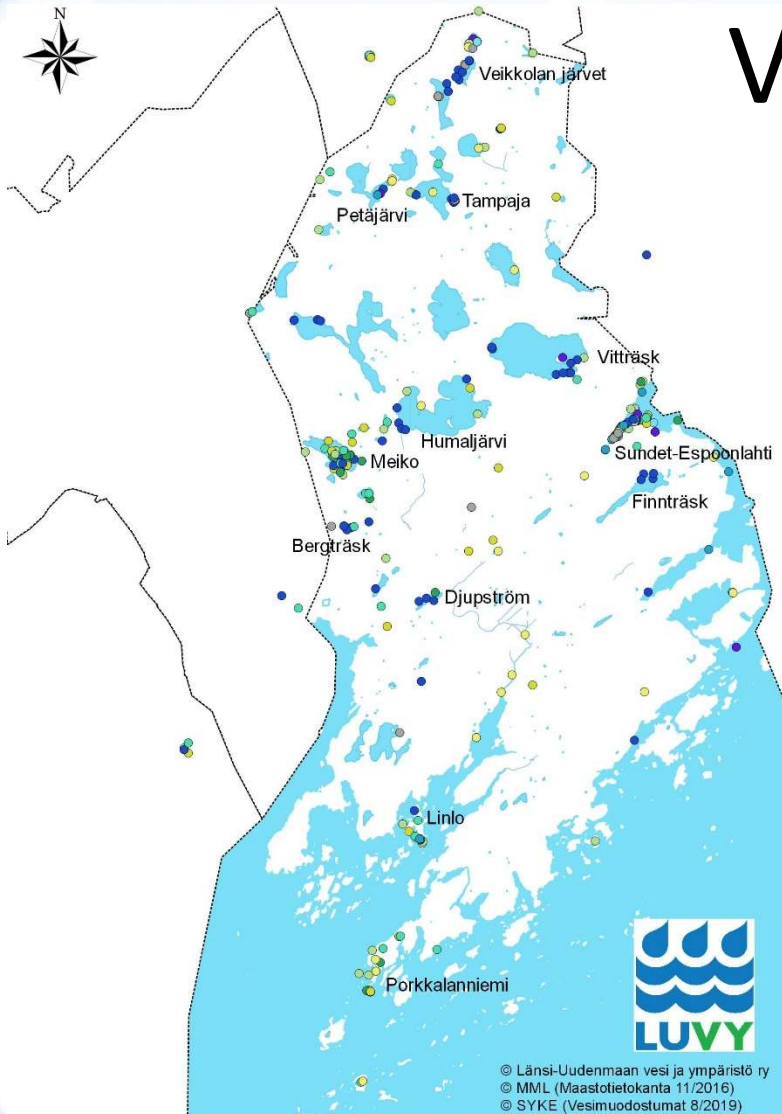 N
V
Veikkolan järvet
Petäjärvi
Tampaja
Vitträsk
Humaljärvi
Sundet-Espoonlahti
Meiko
Finnträsk
Bergträsk
Djupström
Linlo
Porkkalanniemi
LUVY
© Länsi-Uudenmaan vesi ja ympäristö ry
© MML (Maastotietokanta 11/2016)
© SYKE (Vesimuodostumat 8/2019)